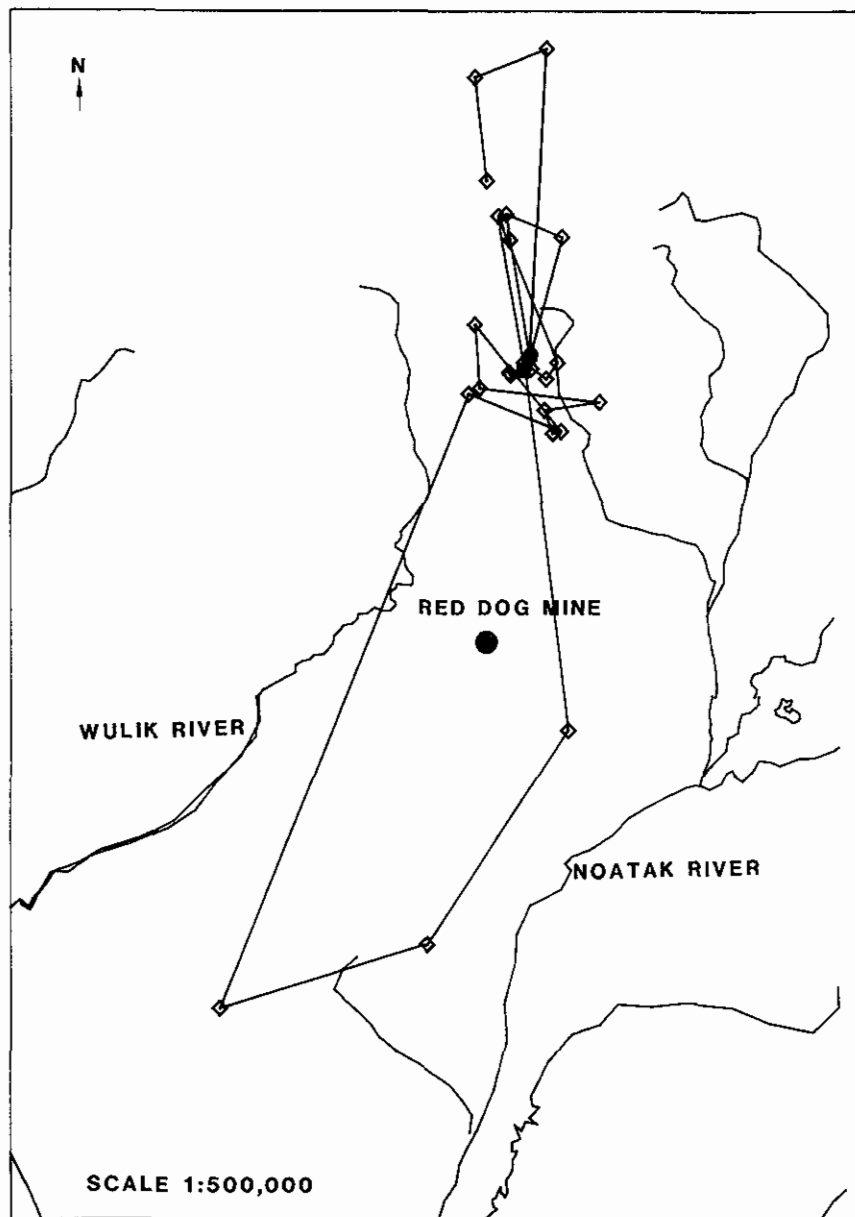 N
RED DOG MINE
WULIK RIVER
NOATAK RIVER
SCALE 1:500,000